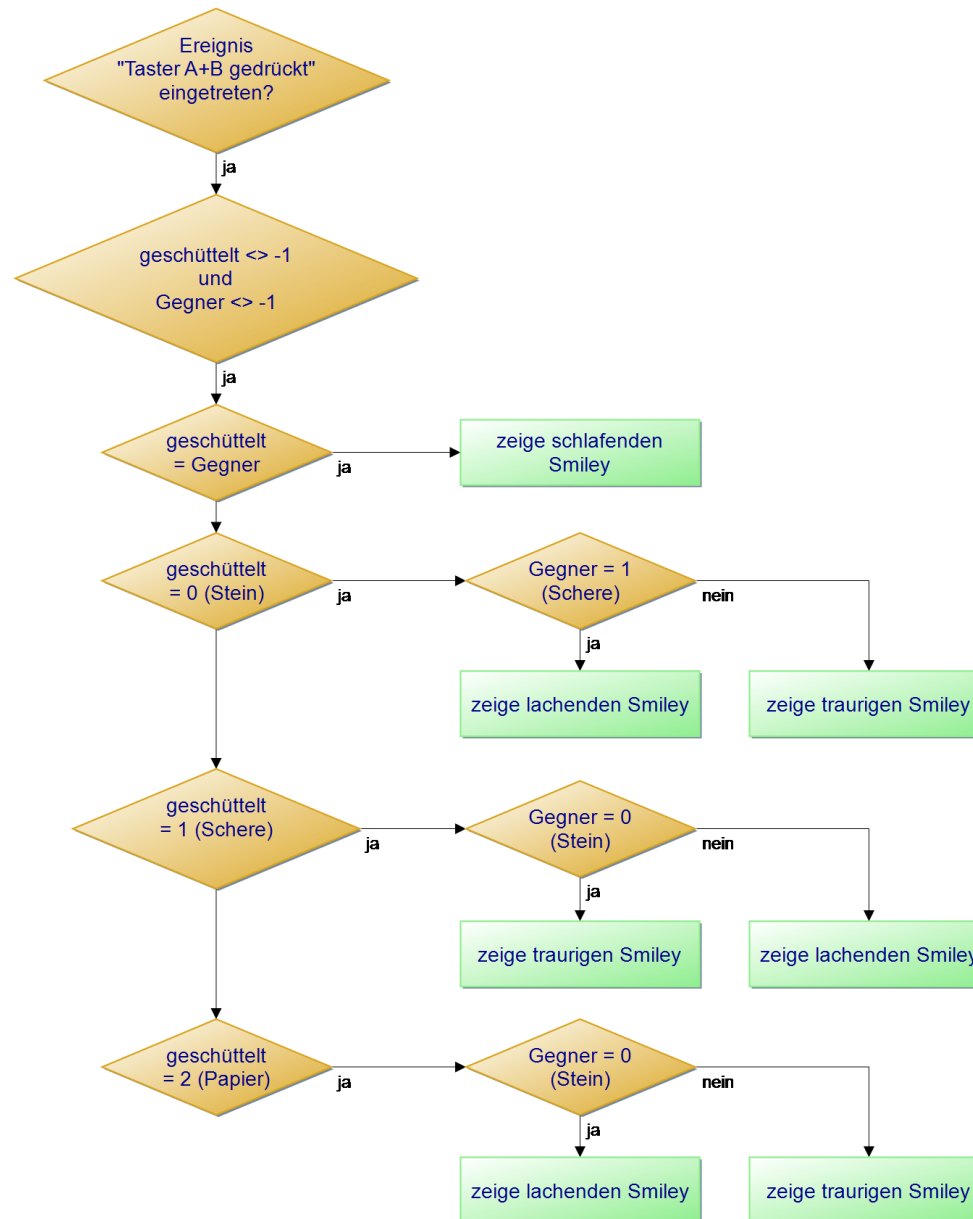 Ereignis
"Taster A+B gedrückt"
eingetreten?
ja
geschüttelt <> -1
und
Gegner <> -1
ja
geschüttelt
= Gegner
ja
zeige schlafenden
Smiley
geschüttelt
= 0 (Stein)
ja
Gegner = 1
(Schere)
nein
ja
zeige lachenden Smiley
zeige traurigen Smiley
geschüttelt
= 1 (Schere)
ja
Gegner = 0
(Stein)
nein
ja
zeige traurigen Smiley
zeige lachenden Smiley
geschüttelt
= 2 (Papier)
ja
Gegner = 0
(Stein)
nein
ja
zeige lachenden Smiley
zeige traurigen Smiley